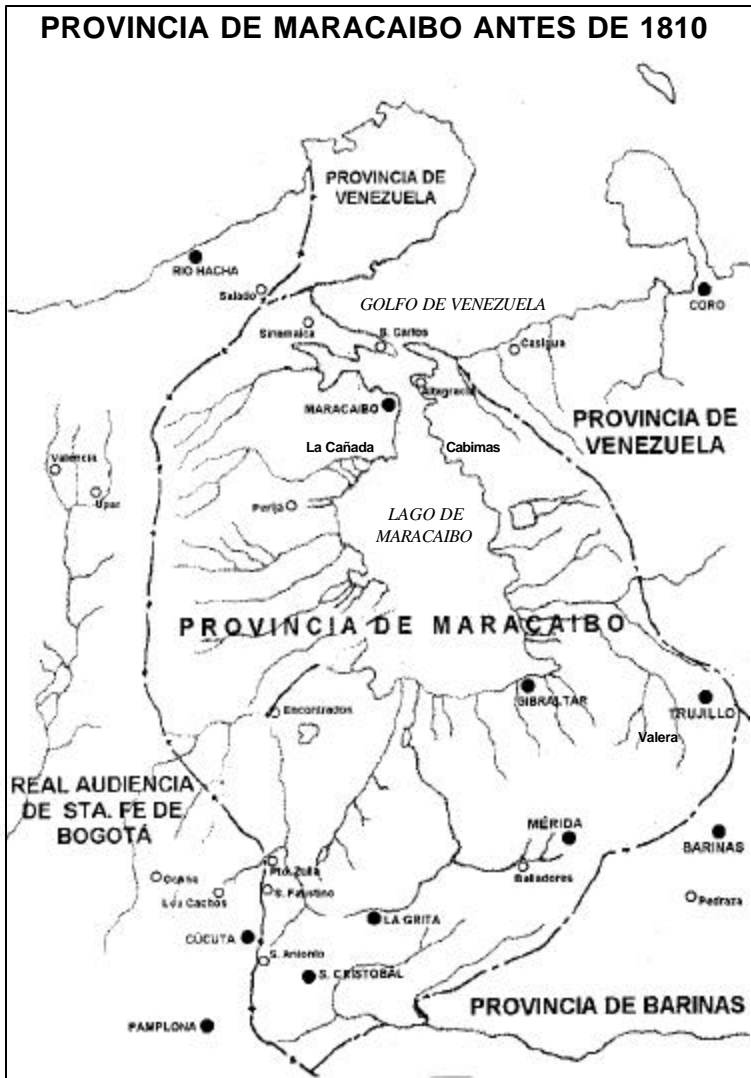 PROVINCIA DE MARACAIBO ANTES DE 1810
PROVINCIA DE
VENEZUELA
RIO HACHA
Salado
GOLFO DE VENEZUELA
CORO
Sinamaica
S. Carlos
Casigua
Altagracia
MARACAIBO
PROVINCIA DE
VENEZUELA
La Cañada
Cabimas
Valencia
Upar
Perija
LAGO DE
MARACAIBO
PROVINCIA DE MARACAIBO
GIBRALTAR
TRUJILLO
Encontrados
Valera
REAL AUDIENCIA
DE STA. FE DE
BOGOTÁ
MÉRIDA
BARINAS
Pto. Zulia
Bailadores
Ocana
S. Faustino
Los Cachos
Pedraza
LA GRITA
CÚCUTA
S. Antonio
S. CRISTOBAL
PROVINCIA DE BARINAS
PAMPLONA